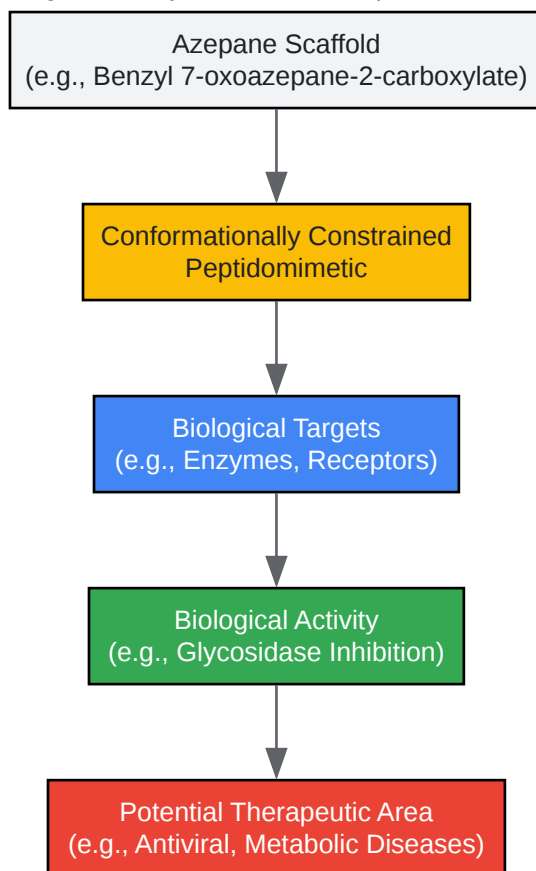 Azepane Scaffold
(e.g., Benzyl 7-oxoazepane-2-carboxylate)
Conformationally Constrained
Peptidomimetic
Biological Targets
(e.g., Enzymes, Receptors)
Biological Activity
(e.g., Glycosidase Inhibition)
Potential Therapeutic Area
(e.g., Antiviral, Metabolic Diseases)